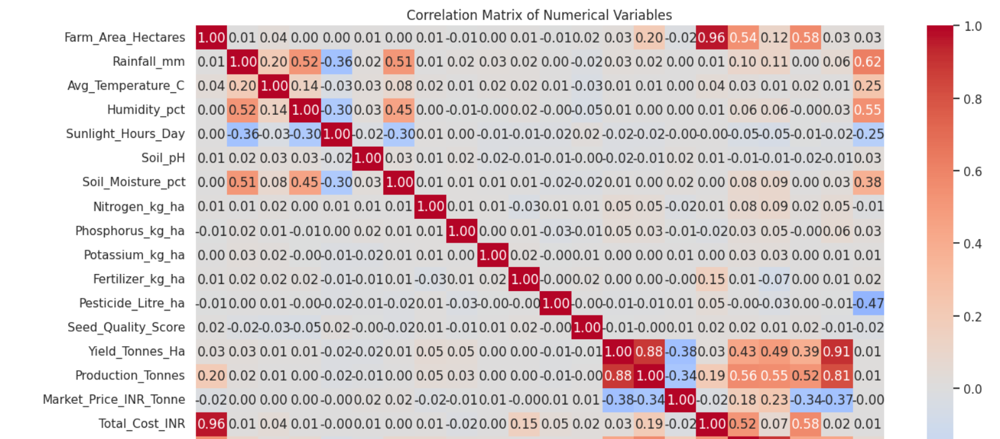 Correlation Matrix of Numerical Variables
Farm_Area_Hectares 1.00 0.01 0.04 0.00 0.00 0.01 0.00 0.01 -0.01 0.00 0.01 -0.01 0.02 0.03 0.20 -0.02 0.96 0.54 0.12 0.58 0.03 0.03
Rainfall_mm 0.01 1.00 0.20 0.52 -0.36 0.02 0.51 0.01 0.02 0.03 0.02 0.00 -0.02 0.03 0.02 0.00 0.01 0.10 0.11 0.00 0.06 0.62
Avg_Temperature_C 0.04 0.20 1.00 0.14 -0.03 0.03 0.08 0.02 0.01 0.02 0.02 0.01 -0.03 0.01 0.01 0.00 0.04 0.03 0.01 0.02 0.01 0.25
Humidity_pct 0.00 0.52 0.14 1.00 -0.30 0.03 0.45 0.00 -0.01 -0.00 0.02 -0.00 -0.05 0.01 0.00 0.00 0.01 0.06 0.06 -0.00 0.03 0.55
Sunlight_Hours_Day 0.00 -0.36 -0.03 -0.30 1.00 -0.02 -0.30 0.01 0.00 -0.01 -0.01 -0.02 0.02 -0.02 -0.02 -0.00 -0.00 -0.05 -0.05 -0.01 -0.02 -0.25
Soil_pH 0.01 0.02 0.03 0.03 -0.02 1.00 0.03 0.01 0.02 -0.02 -0.01 -0.01 -0.00 -0.02 -0.01 0.02 0.01 -0.01 -0.01 -0.02 -0.01 0.03
Soil_Moisture_pct 0.00 0.51 0.08 0.45 -0.30 0.03 1.00 0.01 0.01 0.01 0.01 -0.02 -0.02 0.01 0.00 0.02 0.00 0.08 0.09 0.00 0.03 0.38
Nitrogen_kg_ha 0.01 0.01 0.02 0.00 0.01 0.01 0.01 1.00 0.01 0.01 -0.03 0.01 0.01 0.05 0.05 -0.02 0.01 0.08 0.09 0.02 0.05 -0.01
Phosphorus_kg_ha -0.01 0.02 0.01 -0.01 0.00 0.02 0.01 0.01 1.00 0.00 0.01 -0.03 -0.01 0.05 0.03 -0.01 -0.02 0.03 0.05 -0.00 0.06 0.03
Potassium_kg_ha 0.00 0.03 0.02 -0.00 -0.01 -0.02 0.01 0.01 0.00 1.00 0.02 -0.00 0.01 0.00 0.00 0.01 0.00 0.03 0.03 0.00 0.01 0.01
Fertilizer_kg_ha 0.01 0.02 0.02 0.02 -0.01 -0.01 0.01 -0.03 0.01 0.02 1.00 -0.00 0.02 0.00 0.00 -0.00 0.15 0.01 -0.07 0.00 0.01 0.02
Pesticide_Litre_ha -0.01 0.00 0.01 -0.00 -0.02 -0.01 -0.02 0.01 -0.03 -0.00 -0.00 1.00 -0.00 -0.01 -0.01 0.01 0.05 -0.00 -0.03 0.00 -0.01 -0.47
Seed_Quality_Score 0.02 -0.02 -0.03 -0.05 0.02 -0.00 -0.02 0.01 -0.01 0.01 0.02 -0.00 1.00 -0.01 -0.00 0.01 0.02 0.02 0.01 0.02 -0.01 -0.02
Yield_Tonnes_Ha 0.03 0.03 0.01 0.01 -0.02 -0.02 0.01 0.05 0.05 0.00 0.00 -0.01 -0.01 1.00 0.88 -0.38 0.03 0.43 0.49 0.39 0.91 0.01
Production_Tonnes 0.20 0.02 0.01 0.00 -0.02 -0.01 0.00 0.05 0.03 0.00 0.00 -0.01 -0.00 0.88 1.00 -0.34 0.19 0.56 0.55 0.52 0.81 0.01
Market_Price_INR_Tonne -0.02 0.00 0.00 0.00 -0.00 0.02 0.02 -0.02 -0.01 0.01 -0.00 0.01 0.01 -0.38 -0.34 1.00 -0.02 0.18 0.23 -0.34 -0.37 -0.00
Total_Cost_INR 0.96 0.01 0.04 0.01 -0.00 0.01 0.00 0.01 -0.02 0.00 0.15 0.05 0.02 0.03 0.19 -0.02 1.00 0.52 0.07 0.58 0.02 0.01
1.0
0.8
0.6
0.4
0.2
0.0